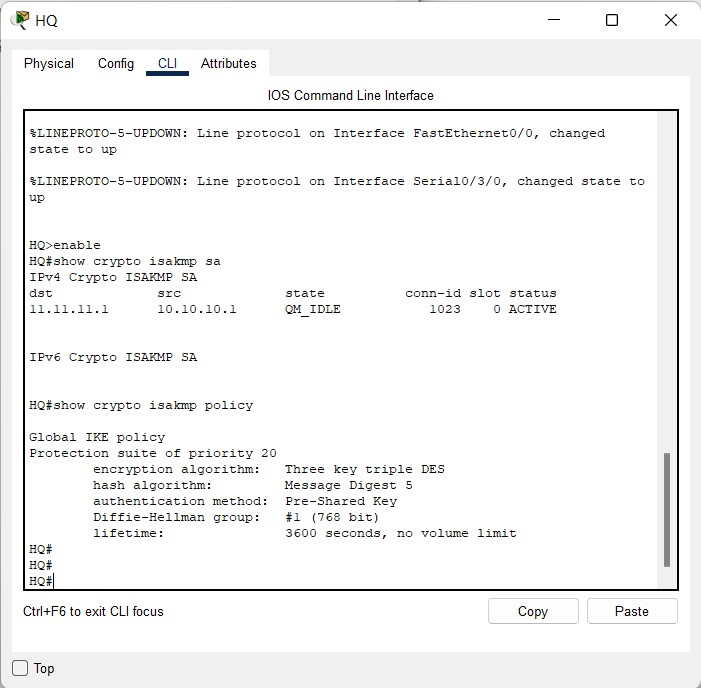 HQ
Physical Config CLI Attributes
IOS Command Line Interface
%LINEPROTO-5-UPDOWN: Line protocol on Interface FastEthernet0/0, changed
state to up
%LINEPROTO-5-UPDOWN: Line protocol on Interface Serial0/3/0, changed state to
up
HQ>enable
HQ#show crypto isakmp sa
IPv4 Crypto ISAKMP SA
dst src state conn-id slot status
11.11.11.1 10.10.10.1 QM_IDLE 1023 0 ACTIVE
IPv6 Crypto ISAKMP SA
HQ#show crypto isakmp policy
Global IKE policy
Protection suite of priority 20
encryption algorithm: Three key triple DES
hash algorithm: Message Digest 5
authentication method: Pre-Shared Key
Diffie-Hellman group: #1 (768 bit)
lifetime: 3600 seconds, no volume limit
HQ#
HQ#
HQ#
Ctrl+F6 to exit CLI focus Copy Paste
Top